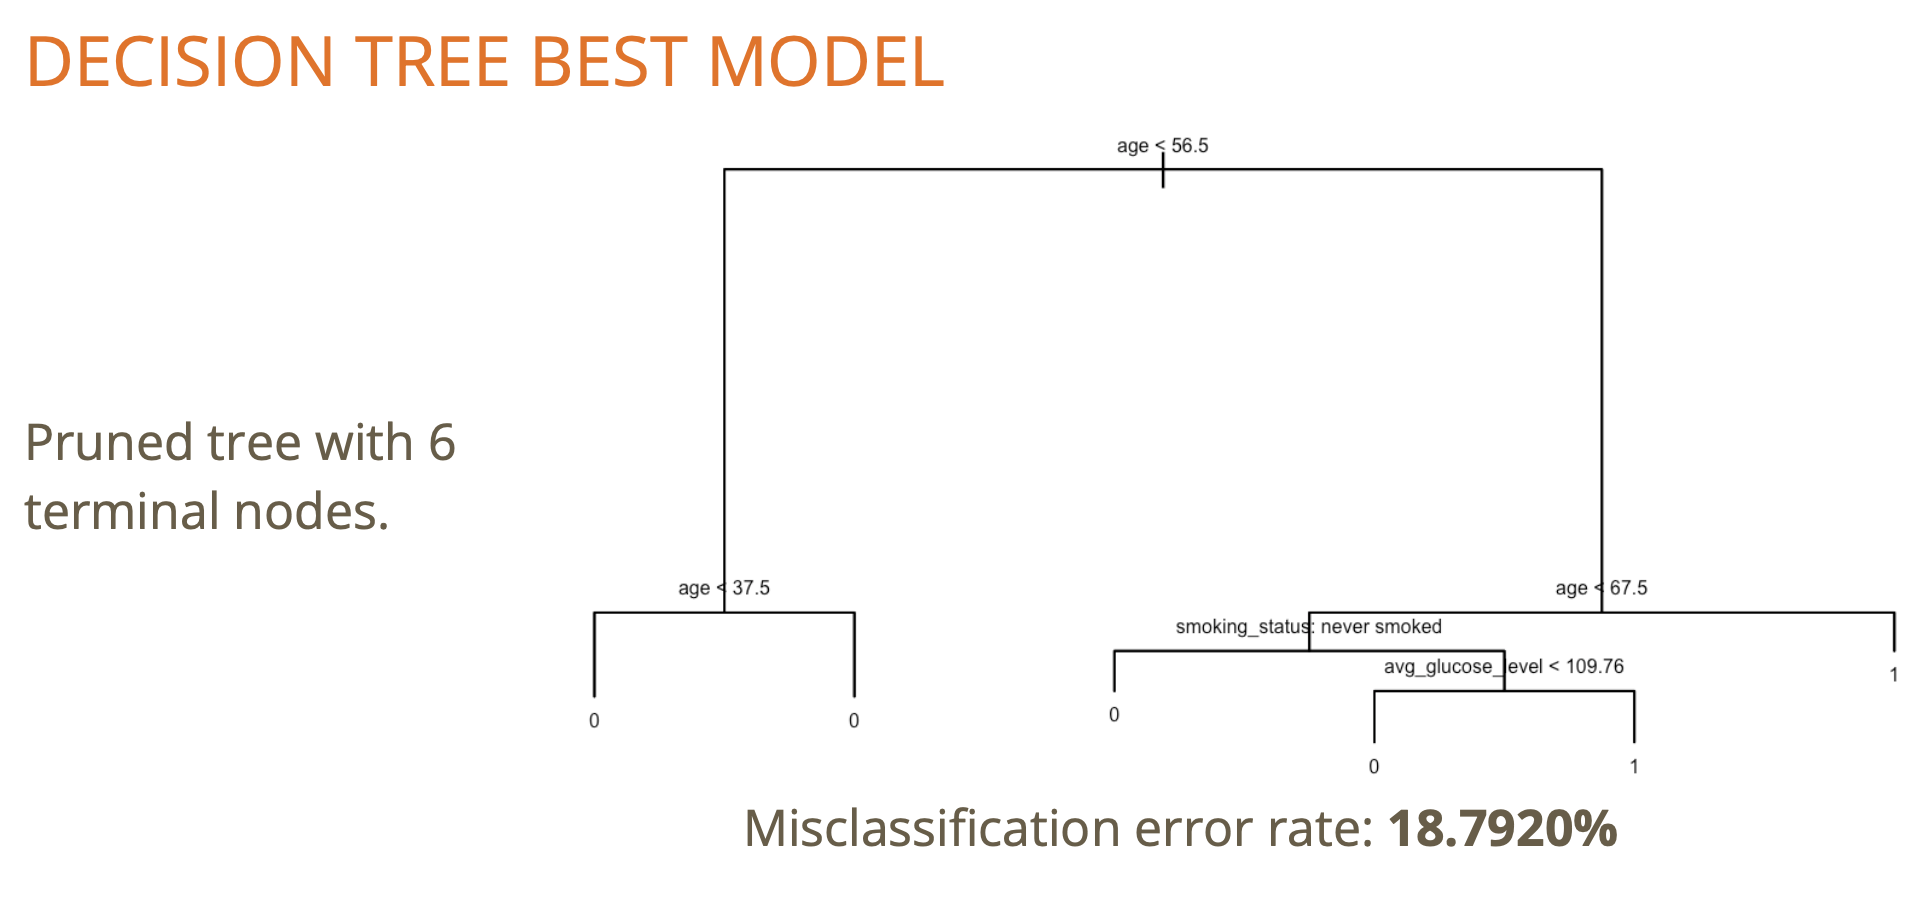 DECISION TREE BEST MODEL
age < 56.5
Pruned tree with 6
terminal nodes.
age < 37.5
age < 67.5
smoking_status: never smoked
avg_glucose_level < 109.76
1
0
0
0
0
1
Misclassification error rate: 18.7920%